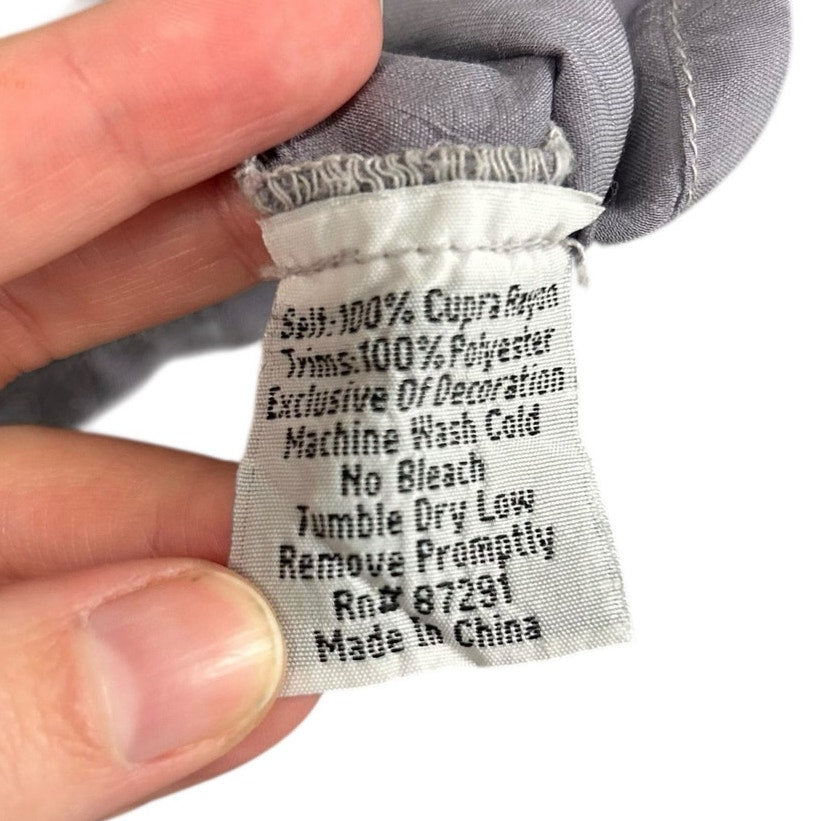 Self:100% Cupra Rayon
Trims:100% Polyester
Exclusive Of Decoration
Machine Wash Cold
No Bleach
Tumble Dry Low
Remove Promptly
Rn# 87291
Made In China